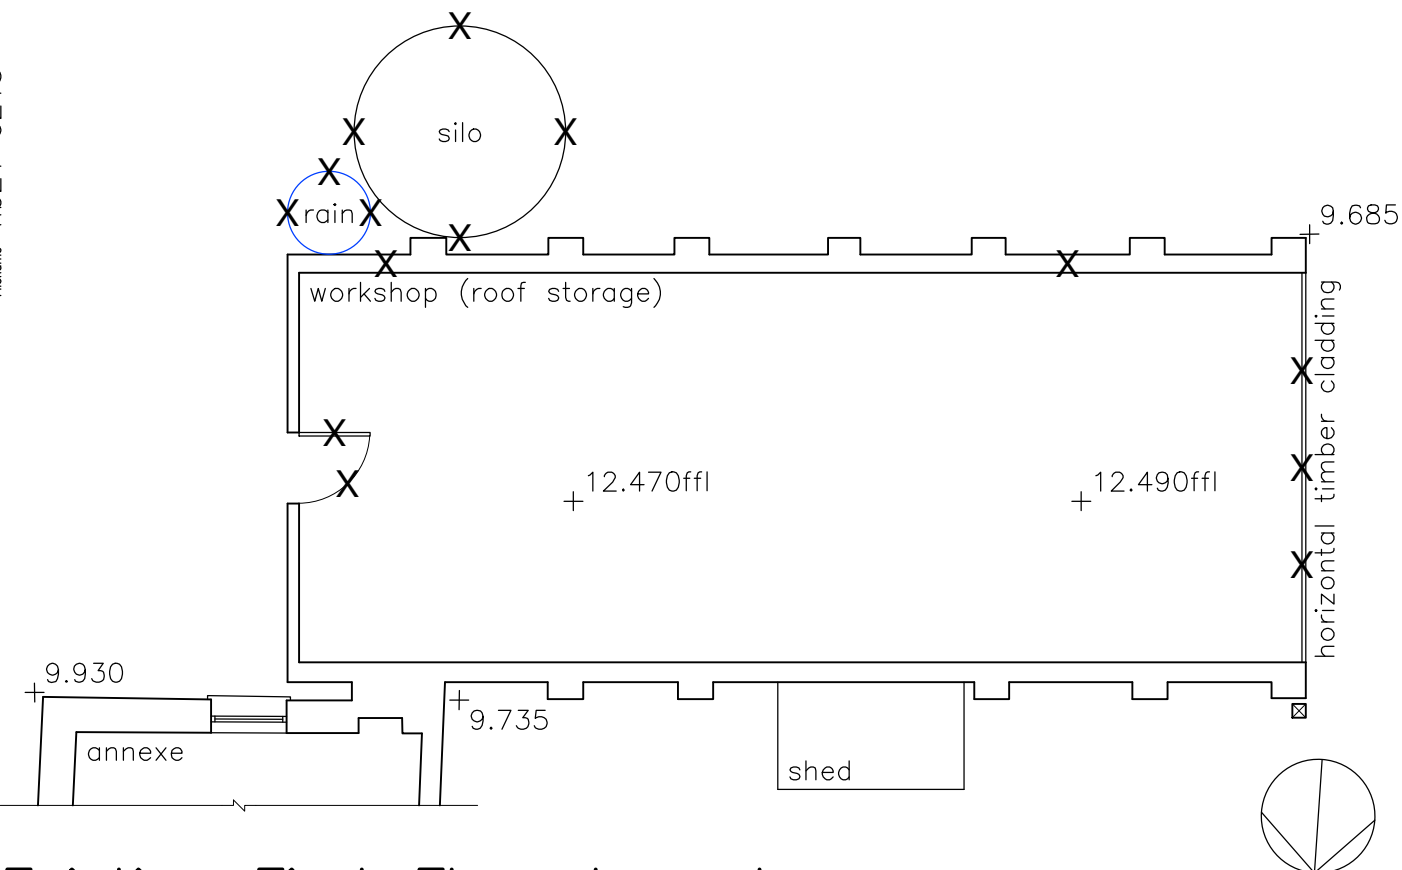 silo
rain
9.685
workshop (roof storage)
horizontal timber cladding
12.470ffl
12.490ffl
9.930
9.735
annexe
shed